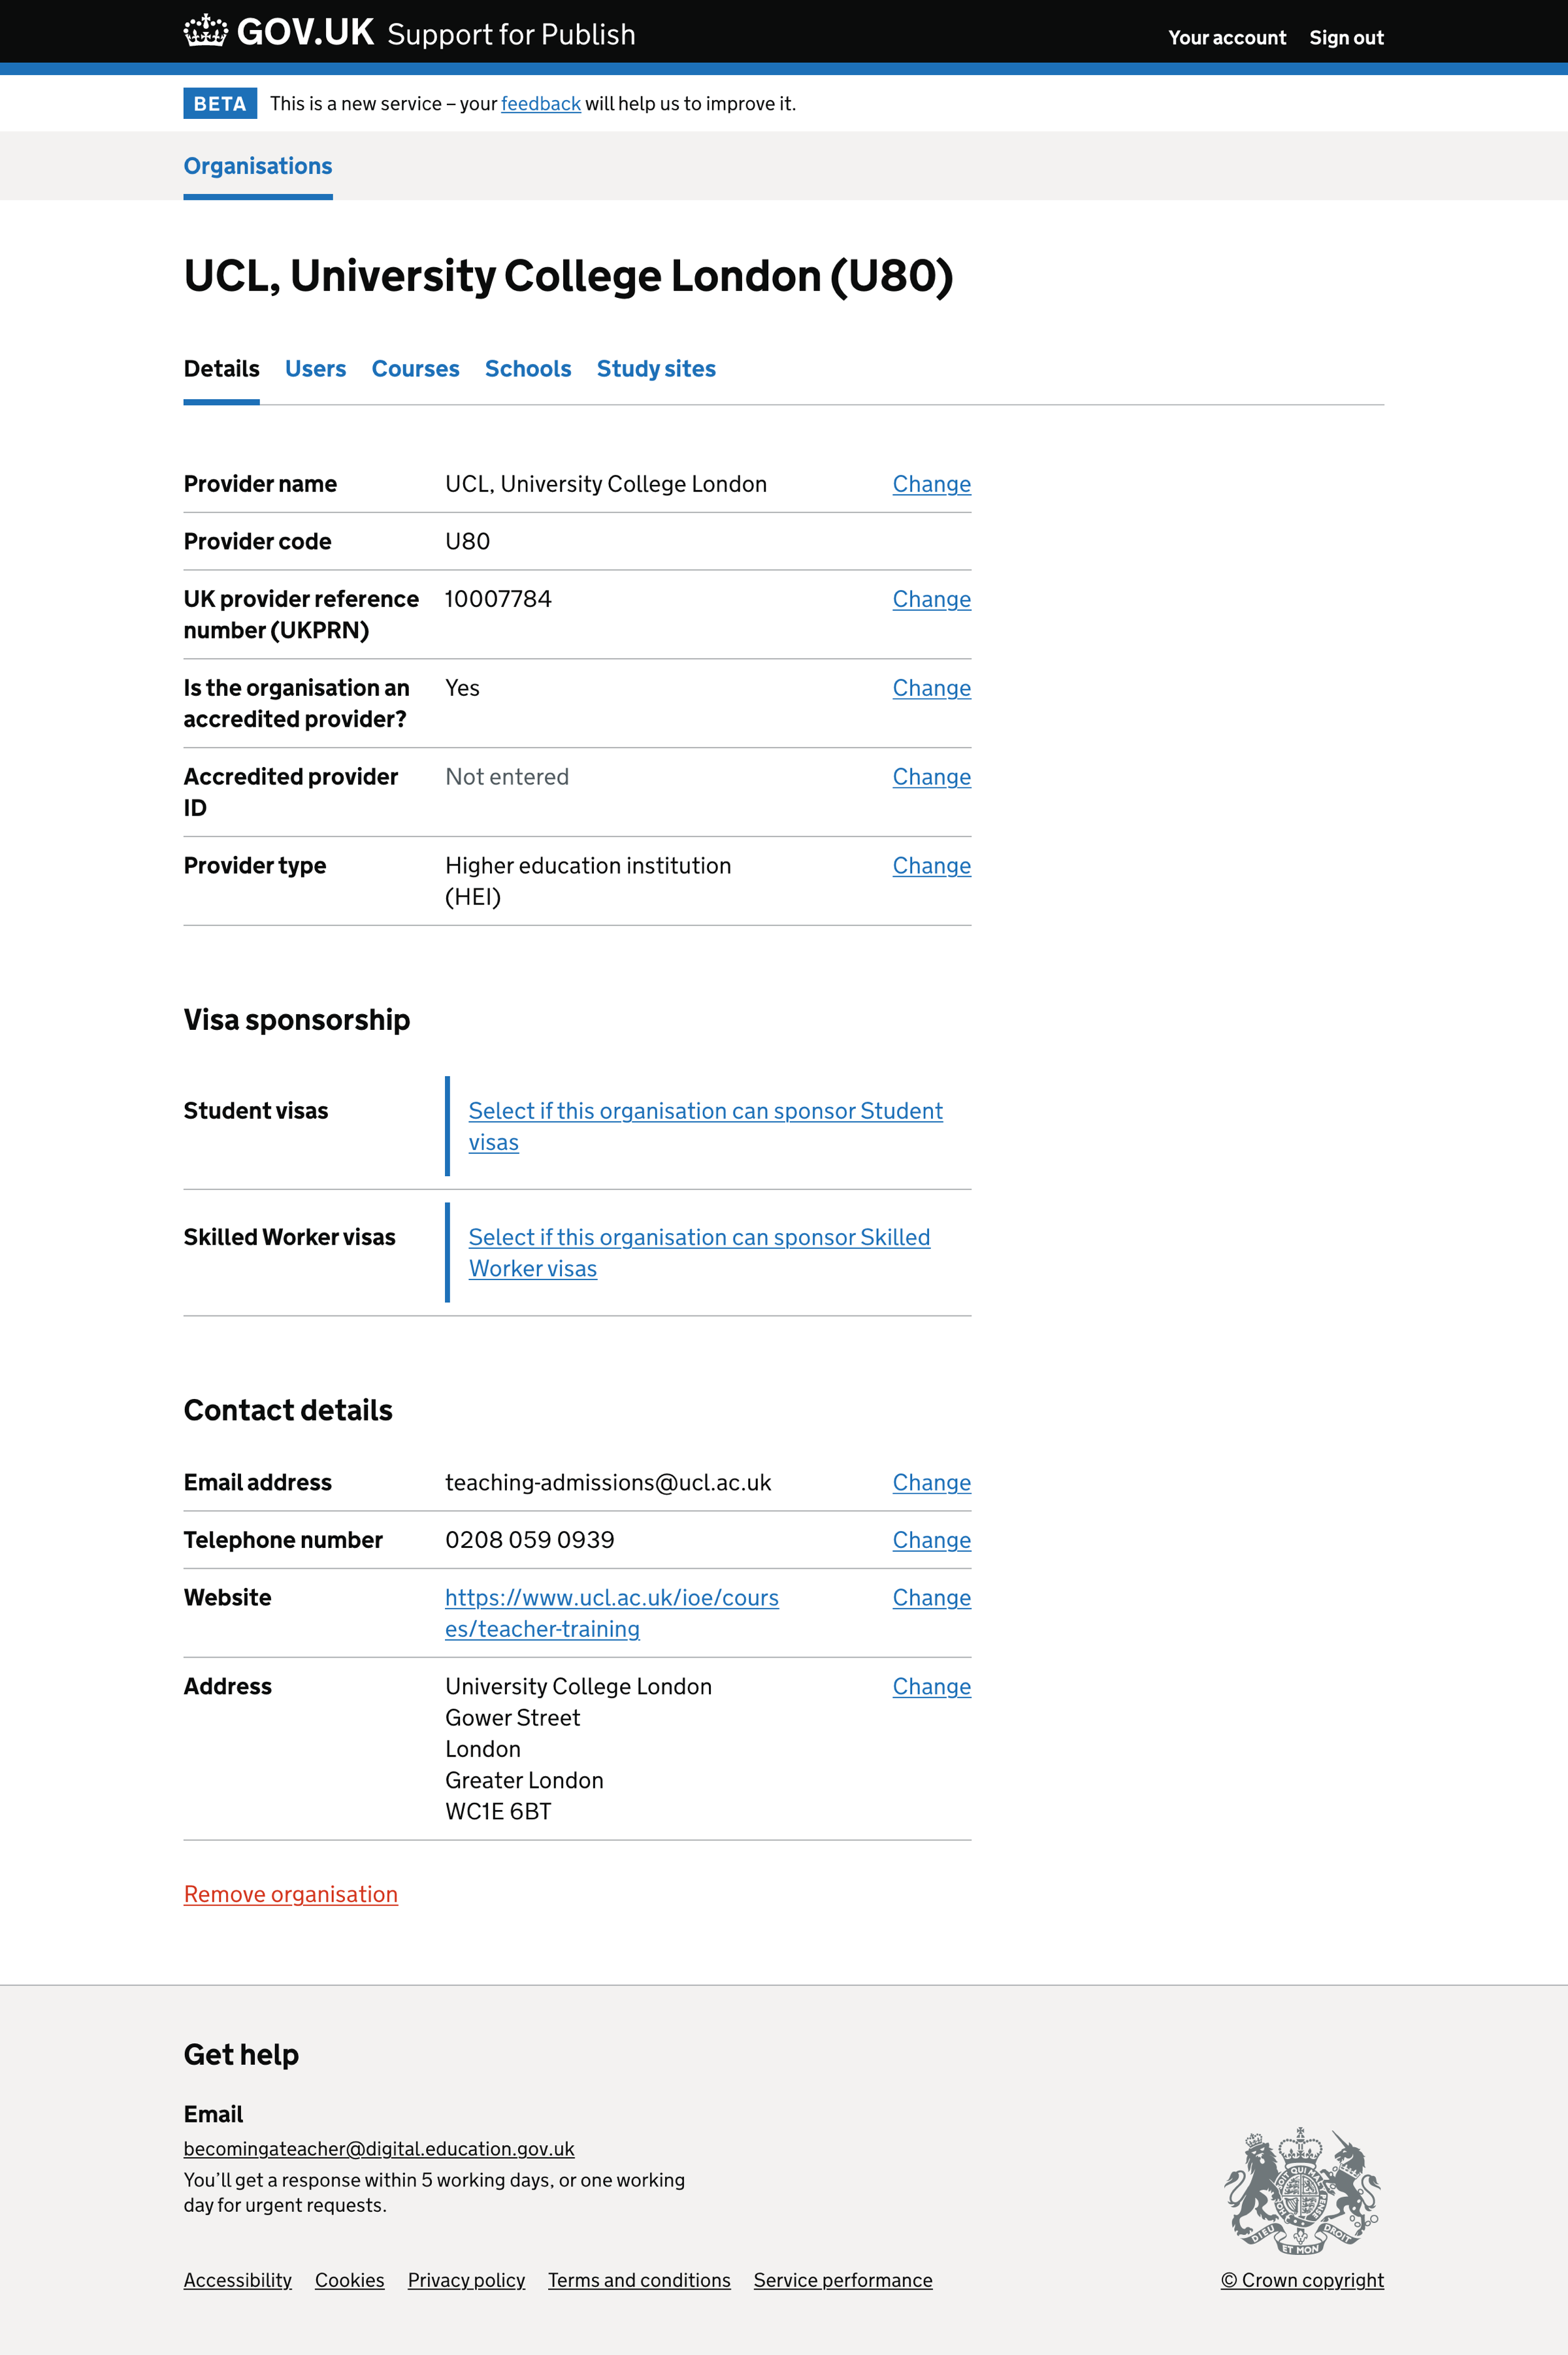 GOV.UK Support for Publish
Your account Sign out
BETA This is a new service – your feedback will help us to improve it.
Organisations
UCL, University College London (U80)
Details Users Courses Schools Study sites
Provider name UCL, University College London Change
Provider code U80
UK provider reference 10007784 Change
number (UKPRN)
Is the organisation an Yes Change
accredited provider?
Accredited provider Not entered Change
ID
Provider type Higher education institution Change
(HEI)
Visa sponsorship
Student visas Select if this organisation can sponsor Student
visas
Skilled Worker visas Select if this organisation can sponsor Skilled
Worker visas
Contact details
Email address teaching-admissions@ucl.ac.uk Change
Telephone number 0208 059 0939 Change
Website https://www.ucl.ac.uk/ioe/cours Change
es/teacher-training
Address University College London Change
Gower Street
London
Greater London
WC1E 6BT
Remove organisation
Get help
Email
becomingateacher@digital.education.gov.uk
You’ll get a response within 5 working days, or one working
day for urgent requests.
DIEU ET MON DROIT
Accessibility Cookies Privacy policy Terms and conditions Service performance
© Crown copyright